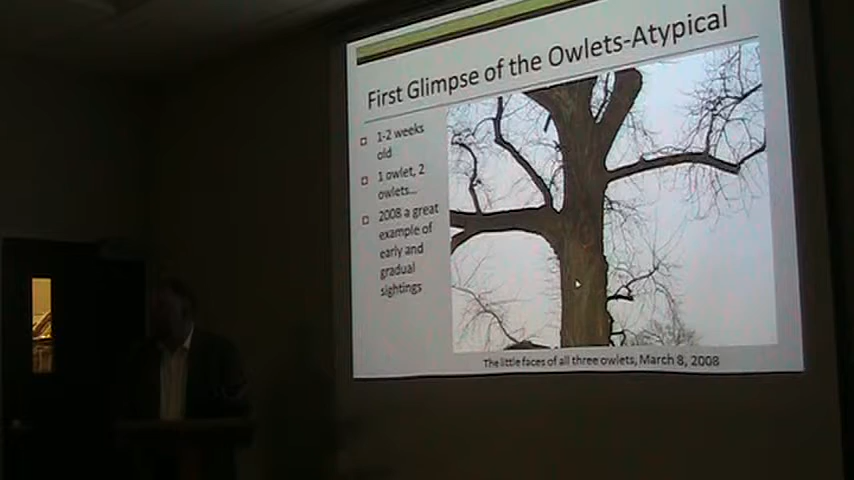 First Glimpse of the Owlets-Atypical
1-2 weeks
old
1 owlet, 2
owlets...
2008 a great
example of
early and
gradual
sightings
The little faces of all three owlets, March 8, 2008